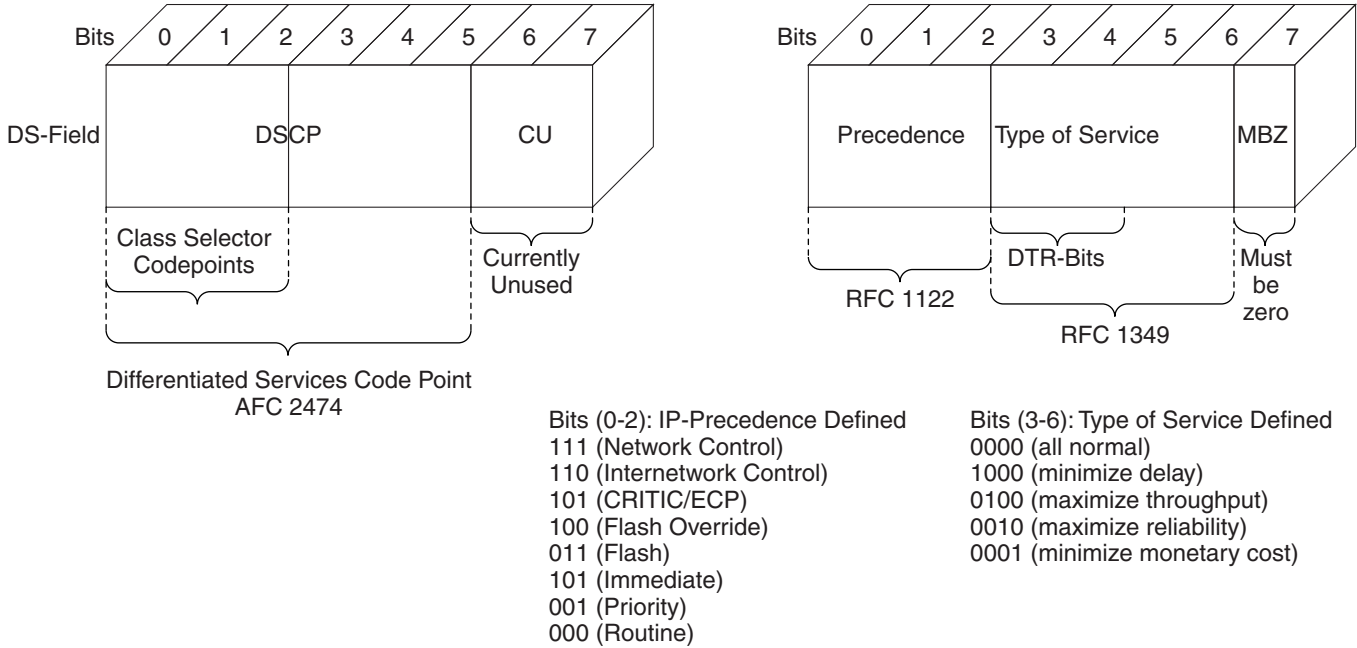 Bits 0 1 2 3 4 5 6 7
DS-Field
DSCP
CU
Class Selector
Codepoints
Currently
Unused
Differentiated Services Code Point
AFC 2474
Bits 0 1 2 3 4 5 6 7
Precedence
Type of Service
MBZ
DTR-Bits
Must
be
zero
RFC 1122
RFC 1349
Bits (0-2): IP-Precedence Defined
111 (Network Control)
110 (Internetwork Control)
101 (CRITIC/ECP)
100 (Flash Override)
011 (Flash)
101 (Immediate)
001 (Priority)
000 (Routine)
Bits (3-6): Type of Service Defined
0000 (all normal)
1000 (minimize delay)
0100 (maximize throughput)
0010 (maximize reliability)
0001 (minimize monetary cost)